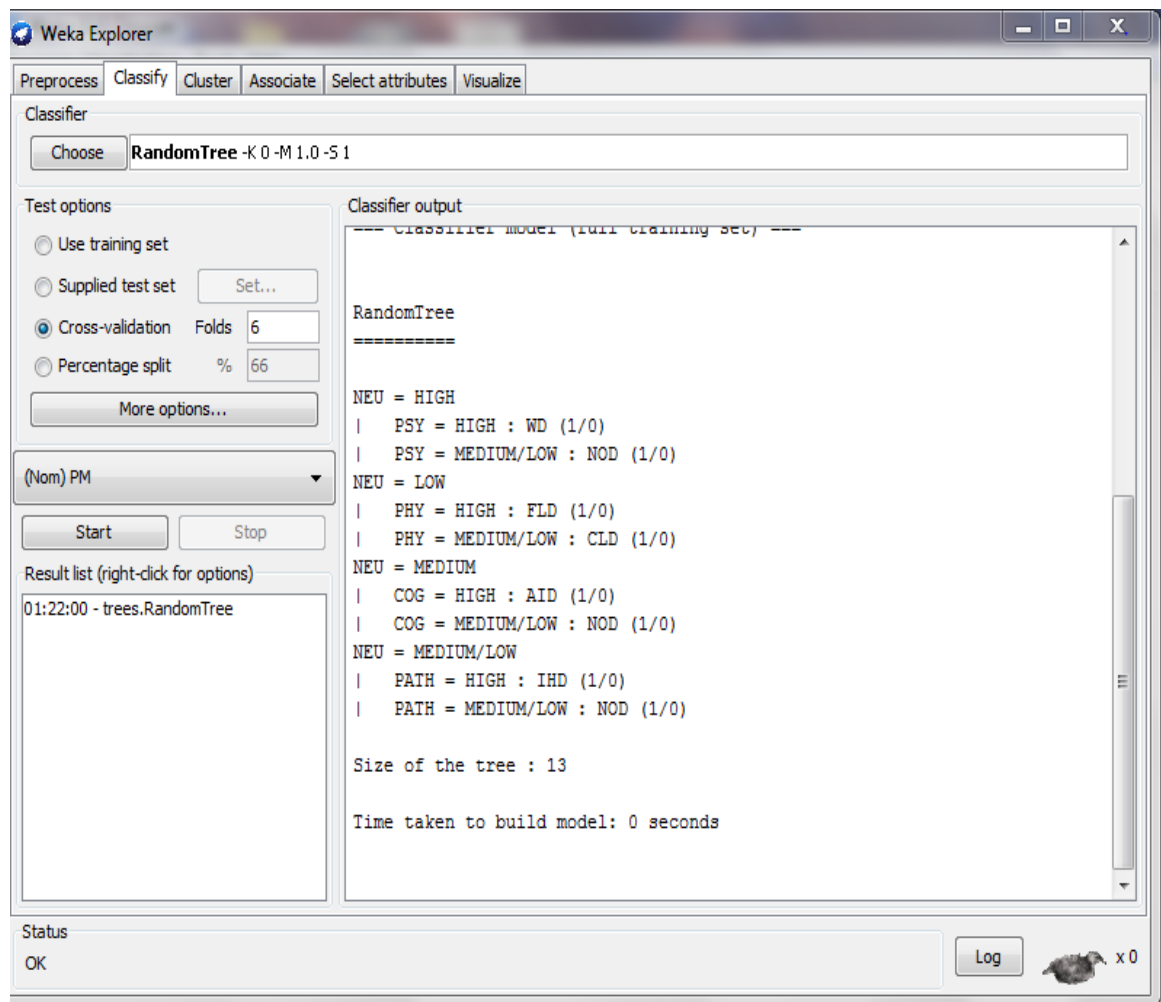 Weka Explorer
Preprocess Classify Cluster Associate Select attributes Visualize
Classifier
Choose RandomTree -K 0 -M 1.0 -S 1
Test options
Use training set
Supplied test set Set...
Cross-validation Folds 6
Percentage split % 66
More options...
(Nom) PM
Start Stop
Result list (right-click for options)
01:22:00 - trees.RandomTree
Classifier output
=== Classifier model (full training set) ===
RandomTree
==========
NEU = HIGH
|   PSY = HIGH : WD (1/0)
|   PSY = MEDIUM/LOW : NOD (1/0)
NEU = LOW
|   PHY = HIGH : FLD (1/0)
|   PHY = MEDIUM/LOW : CLD (1/0)
NEU = MEDIUM
|   COG = HIGH : AID (1/0)
|   COG = MEDIUM/LOW : NOD (1/0)
NEU = MEDIUM/LOW
|   PATH = HIGH : IHD (1/0)
|   PATH = MEDIUM/LOW : NOD (1/0)
Size of the tree : 13
Time taken to build model: 0 seconds
Status
OK
Log x 0